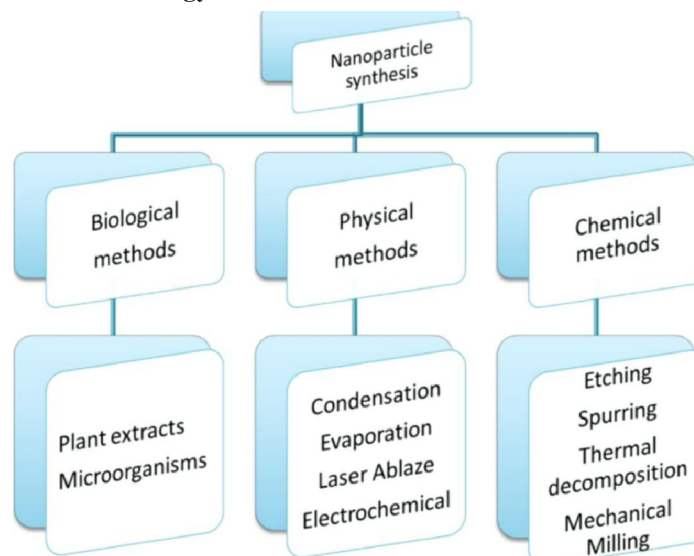 Nanoparticle
synthesis
Biological
methods
Physical
methods
Chemical
methods
Plant extracts
Microorganisms
Condensation
Evaporation
Laser Ablaze
Electrochemical
Etching
Spurring
Thermal
decomposition
Mechanical
Milling